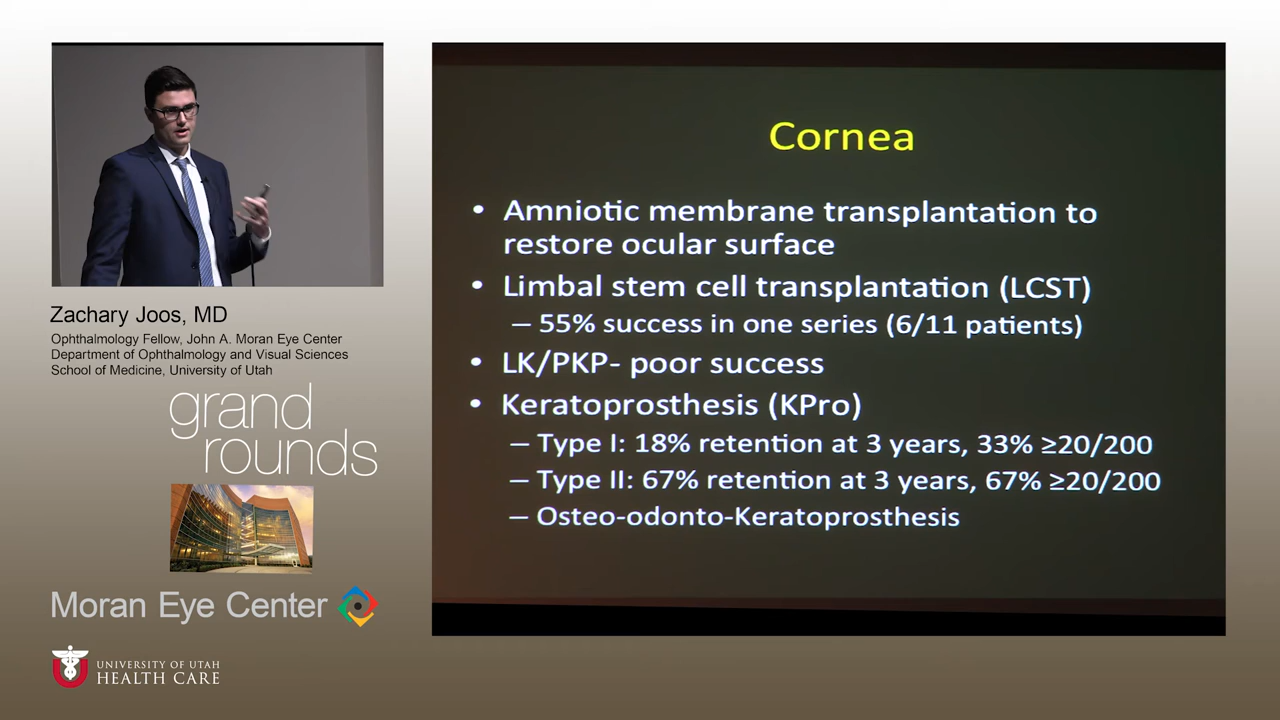 Zachary Joos, MD
Ophthalmology Fellow, John A. Moran Eye Center
Department of Ophthalmology and Visual Sciences
School of Medicine, University of Utah
grand
rounds
Moran Eye Center
U
UNIVERSITY OF UTAH
HEALTH CARE
Cornea
• Amniotic membrane transplantation to
restore ocular surface
• Limbal stem cell transplantation (LCST)
– 55% success in one series (6/11 patients)
• LK/PKP- poor success
• Keratoprosthesis (KPro)
– Type I: 18% retention at 3 years, 33% ≥20/200
– Type II: 67% retention at 3 years, 67% ≥20/200
– Osteo-odonto-Keratoprosthesis